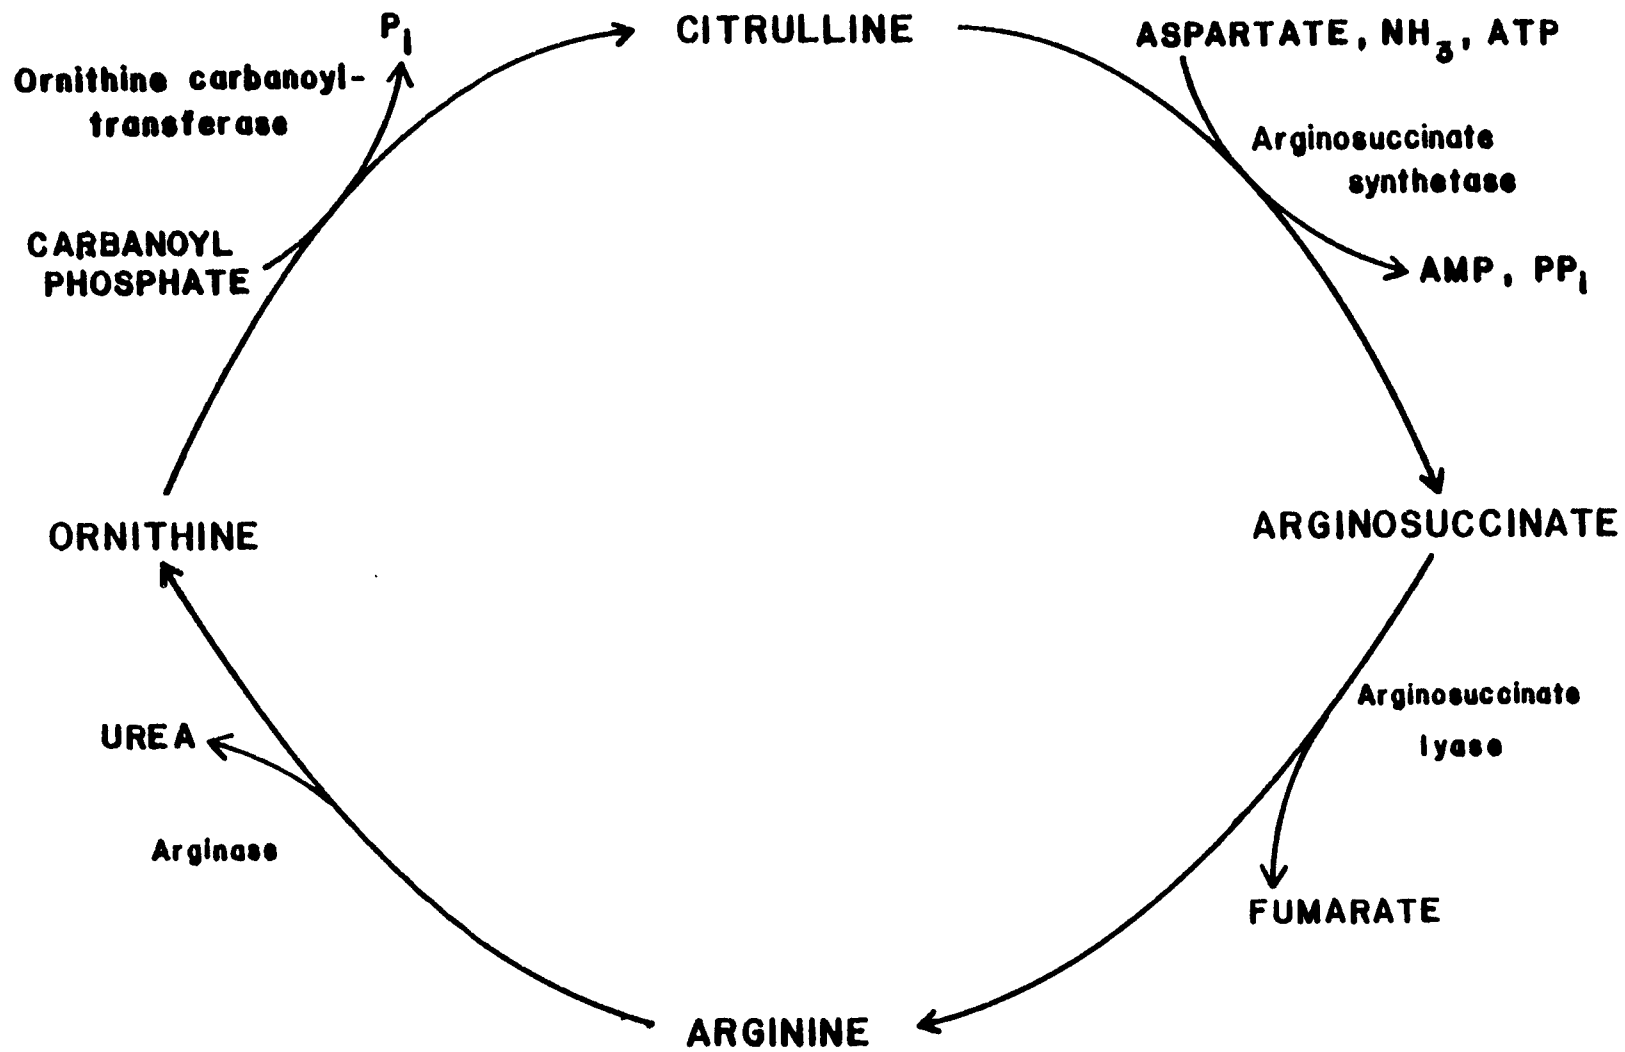 Pi
CITRULLINE
ASPARTATE, NH3, ATP
Ornithine carbanoyl-
transferase
Arginosuccinate
synthetase
CARBANOYL
PHOSPHATE
AMP, PPi
ORNITHINE
ARGINOSUCCINATE
Arginosuccinate
lyase
UREA
Arginase
FUMARATE
ARGININE